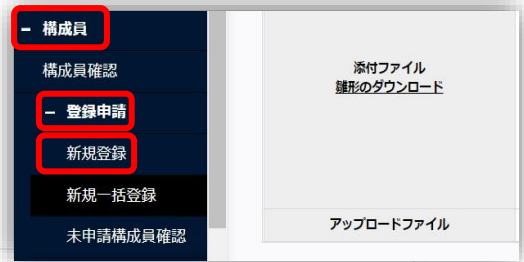 − 構成員
構成員確認
− 登録申請
新規登録
新規一括登録
未申請構成員確認
添付ファイル
雛形のダウンロード
アップロードファイル